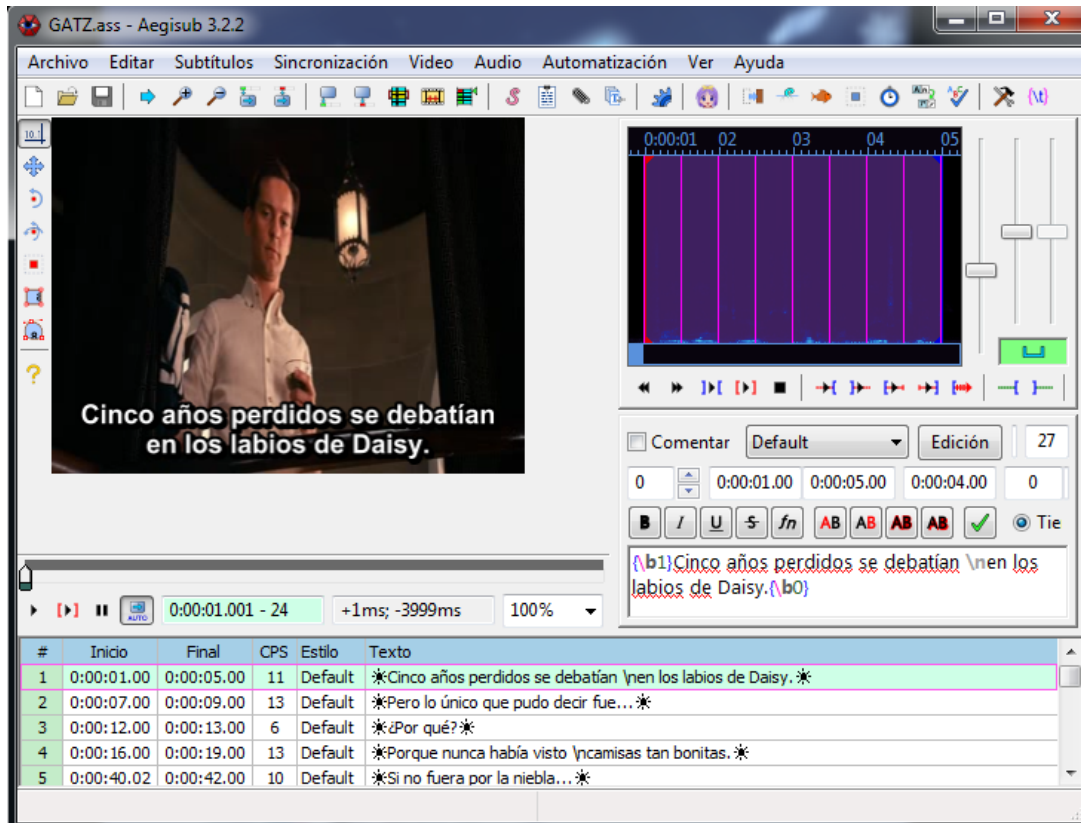 GATZ.ass - Aegisub 3.2.2
Archivo Editar Subtítulos Sincronización Video Audio Automatización Ver Ayuda
0:00:01 02 03 04 05
Cinco años perdidos se debatían
en los labios de Daisy.
Comentar Default Edición 27
0 0:00:01.00 0:00:05.00 0:00:04.00 0
B I U S fn AB AB AB AB Tie
{\b1}Cinco años perdidos se debatían \nen los
labios de Daisy.{\b0}
AUTO 0:00:01.001 - 24 +1ms; -3999ms 100%
# Inicio Final CPS Estilo Texto
1 0:00:01.00 0:00:05.00 11 Default ☀Cinco años perdidos se debatían \nen los labios de Daisy.☀
2 0:00:07.00 0:00:09.00 13 Default ☀Pero lo único que pudo decir fue...☀
3 0:00:12.00 0:00:13.00 6 Default ☀¿Por qué?☀
4 0:00:16.00 0:00:19.00 13 Default ☀Porque nunca había visto \ncamisas tan bonitas.☀
5 0:00:40.02 0:00:42.00 10 Default ☀Si no fuera por la niebla...☀